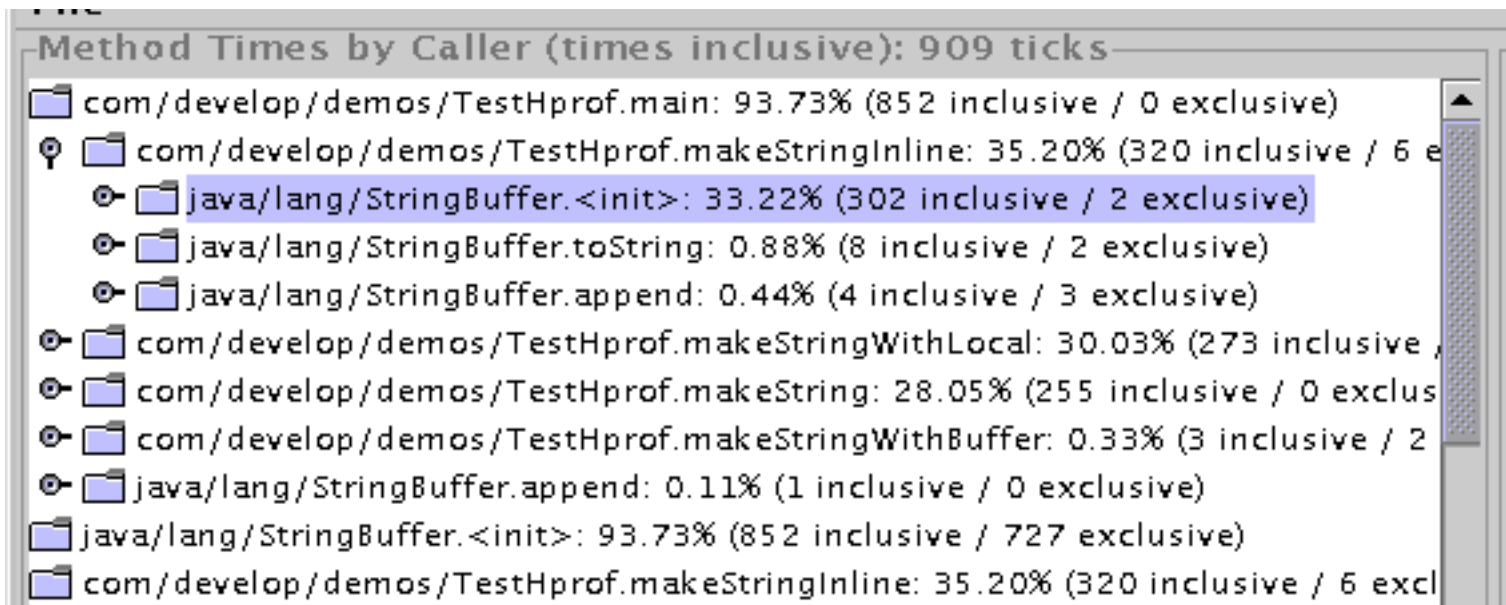 File
Method Times by Caller (times inclusive): 909 ticks
com/develop/demos/TestHprof.main: 93.73% (852 inclusive / 0 exclusive)
com/develop/demos/TestHprof.makeStringInline: 35.20% (320 inclusive / 6 e
java/lang/StringBuffer.<init>: 33.22% (302 inclusive / 2 exclusive)
java/lang/StringBuffer.toString: 0.88% (8 inclusive / 2 exclusive)
java/lang/StringBuffer.append: 0.44% (4 inclusive / 3 exclusive)
com/develop/demos/TestHprof.makeStringWithLocal: 30.03% (273 inclusive /
com/develop/demos/TestHprof.makeString: 28.05% (255 inclusive / 0 exclus
com/develop/demos/TestHprof.makeStringWithBuffer: 0.33% (3 inclusive / 2
java/lang/StringBuffer.append: 0.11% (1 inclusive / 0 exclusive)
java/lang/StringBuffer.<init>: 93.73% (852 inclusive / 727 exclusive)
com/develop/demos/TestHprof.makeStringInline: 35.20% (320 inclusive / 6 excl